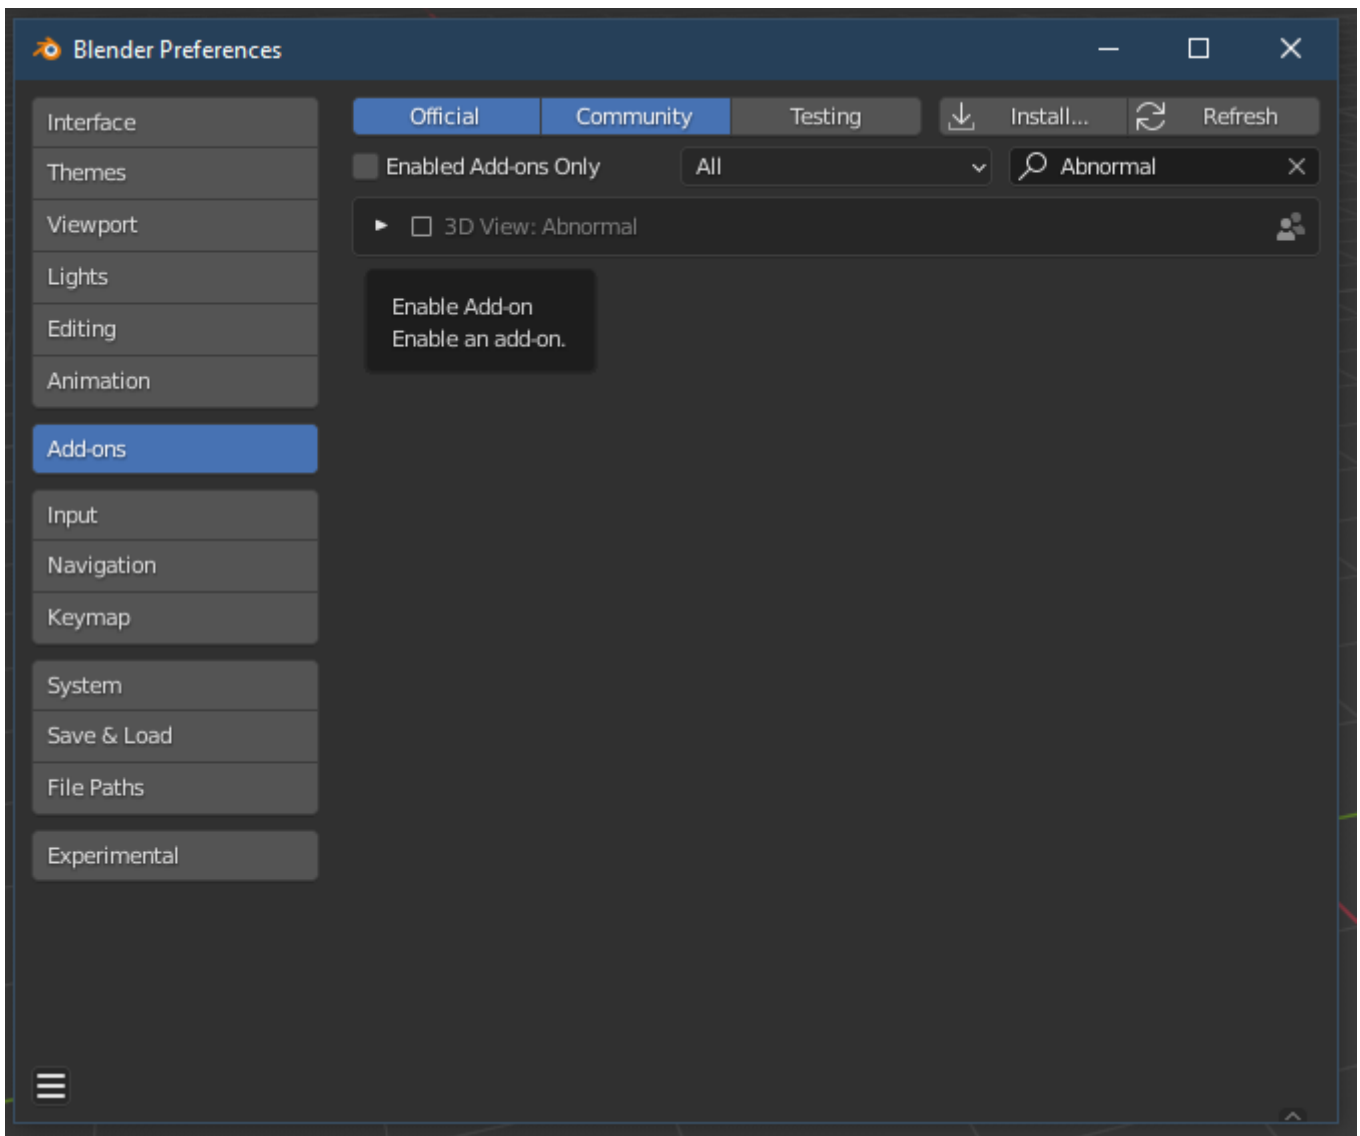 Blender Preferences
Interface
Themes
Viewport
Lights
Editing
Animation
Add-ons
Input
Navigation
Keymap
System
Save & Load
File Paths
Experimental
Official Community Testing Install... Refresh
Enabled Add-ons Only All Abnormal
3D View: Abnormal
Enable Add-on
Enable an add-on.